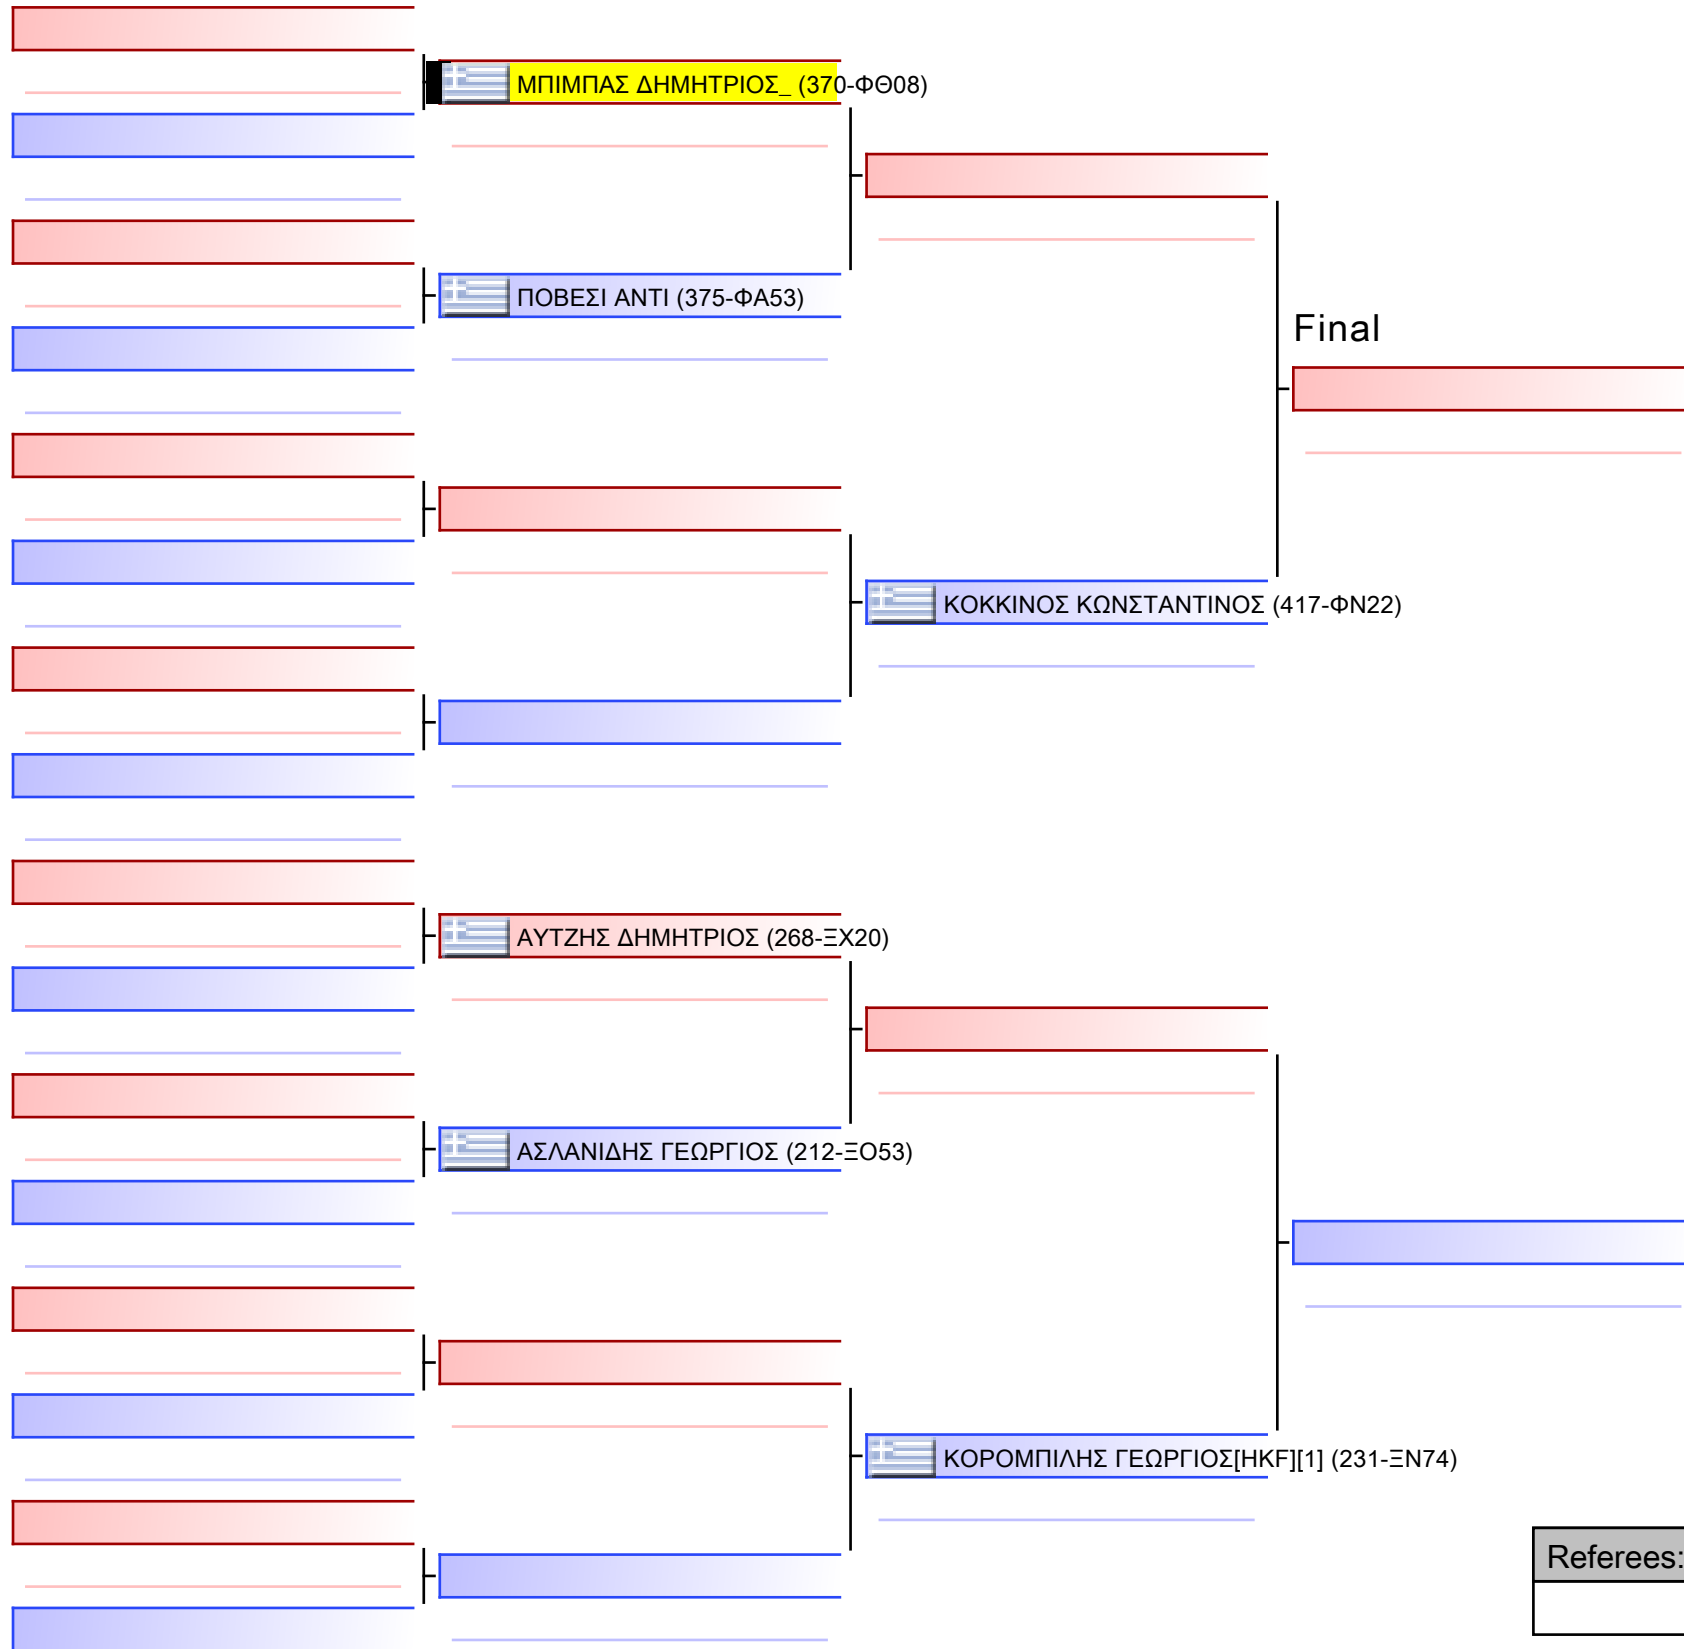 ΜΠΙΜΠΑΣ ΔΗΜΗΤΡΙΟΣ_ (370-ΦΘ08)
ΠΟΒΕΣΙ ΑΝΤΙ (375-ΦΑ53)
Final
ΚΟΚΚΙΝΟΣ ΚΩΝΣΤΑΝΤΙΝΟΣ (417-ΦΝ22)
ΑΥΤΖΗΣ ΔΗΜΗΤΡΙΟΣ (268-ΞΧ20)
ΑΣΛΑΝΙΔΗΣ ΓΕΩΡΓΙΟΣ (212-ΞΟ53)
ΚΟΡΟΜΠΙΛΗΣ ΓΕΩΡΓΙΟΣ[HKF][1] (231-ΞΝ74)
Referees: